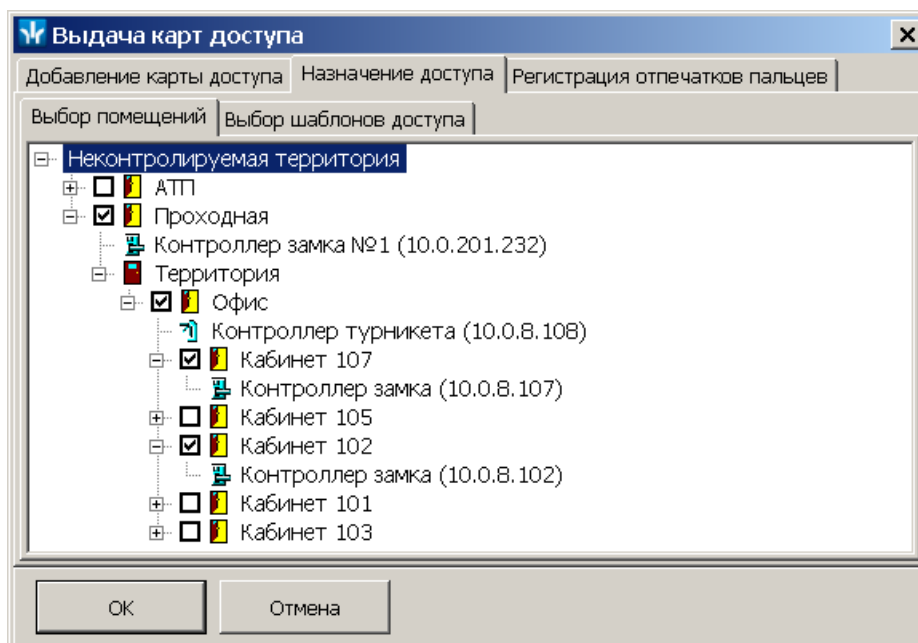 Выдача карт доступа
Добавление карты доступа Назначение доступа Регистрация отпечатков пальцев
Выбор помещений Выбор шаблонов доступа
Неконтролируемая территория
АТП
Проходная
Контроллер замка №1 (10.0.201.232)
Территория
Офис
Контроллер турникета (10.0.8.108)
Кабинет 107
Контроллер замка (10.0.8.107)
Кабинет 105
Кабинет 102
Контроллер замка (10.0.8.102)
Кабинет 101
Кабинет 103
ОК Отмена